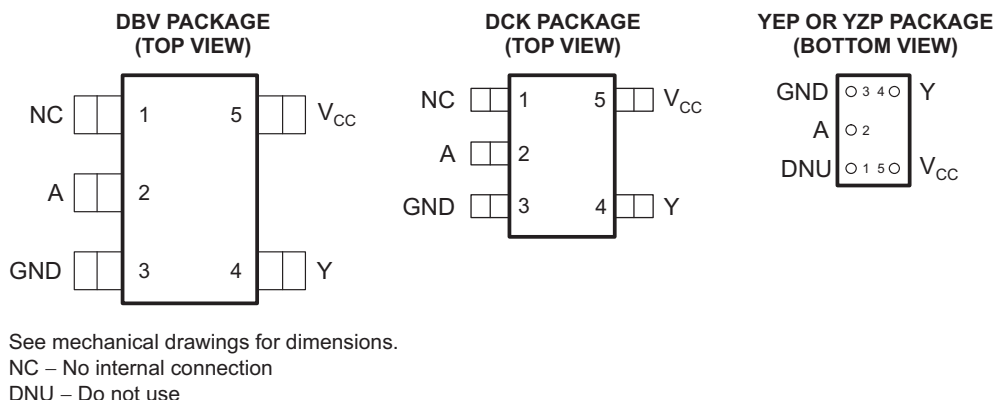 DBV PACKAGE
(TOP VIEW)
NC 1 5 VCC
A 2
GND 3 4 Y
DCK PACKAGE
(TOP VIEW)
NC 1 5 VCC
A 2
GND 3 4 Y
YEP OR YZP PACKAGE
(BOTTOM VIEW)
GND 3 4 Y
A 2
DNU 1 5 VCC
See mechanical drawings for dimensions.
NC – No internal connection
DNU – Do not use